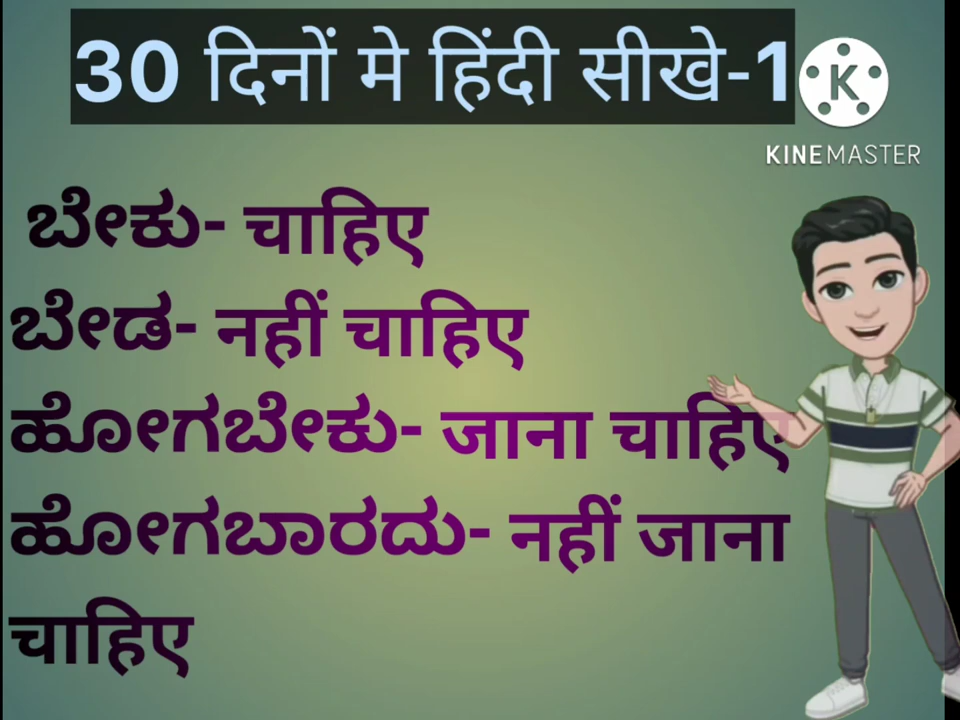 30 दिनों मे हिंदी सीखे-1
K
KINEMASTER
ಬೇಕು- चाहिए
ಬೇಡ- नहीं चाहिए
ಹೋಗಬೇಕು- जाना चाहिए
ಹೋಗಬಾರದು- नहीं जाना
चाहिए